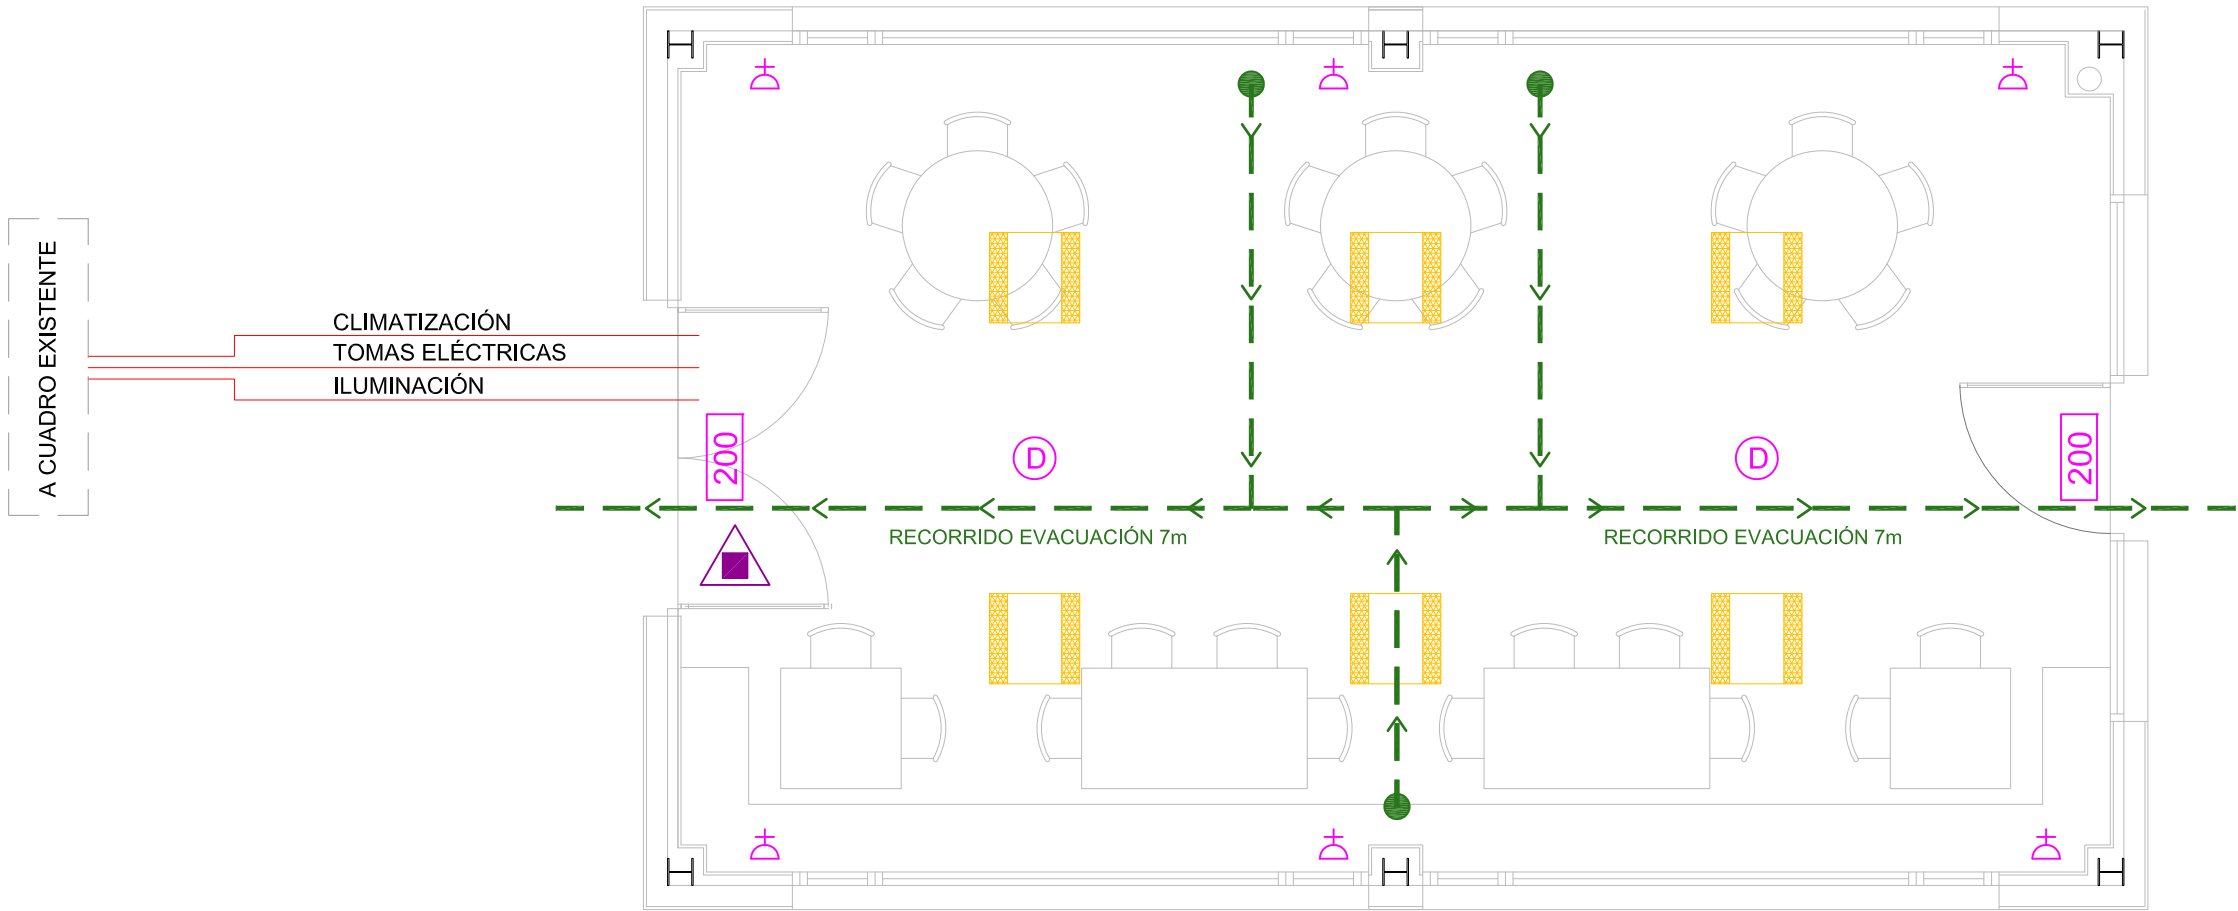 A CUADRO EXISTENTE
CLIMATIZACIÓN
TOMAS ELÉCTRICAS
ILUMINACIÓN
200
D
D
200
RECORRIDO EVACUACIÓN 7m
RECORRIDO EVACUACIÓN 7m